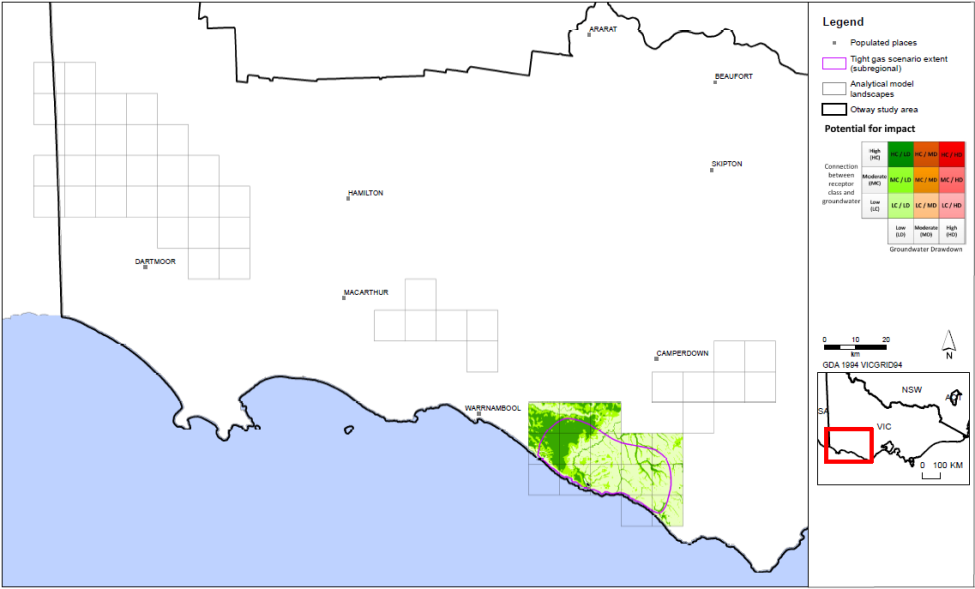 ARARAT
BEAUFORT
SKIPTON
HAMILTON
DARTMOOR
MACARTHUR
CAMPERDOWN
WARRNAMBOOL
Legend
Populated places
Tight gas scenario extent
(subregional)
Analytical model
landscapes
Otway study area
Potential for impact
Connection
between
receptor
class and
groundwater
High
(HC)
HC / LD HC / MD HC / HD
Moderate
(MC)
MC / LD MC / MD MC / HD
Low
(LC)
LC / LD LC / MD LC / HD
Low
(LD)
Moderate
(MD)
High
(HD)
Groundwater Drawdown
0 10 20
km
N
GDA 1994 VICGRID94
NSW
SA
VIC
0 100 KM